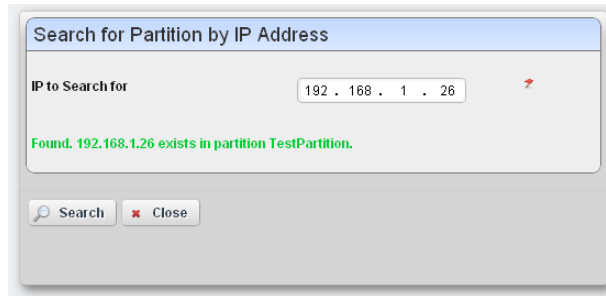 Search for Partition by IP Address
IP to Search for 192 . 168 . 1 . 26
Found. 192.168.1.26 exists in partition TestPartition.
Search Close